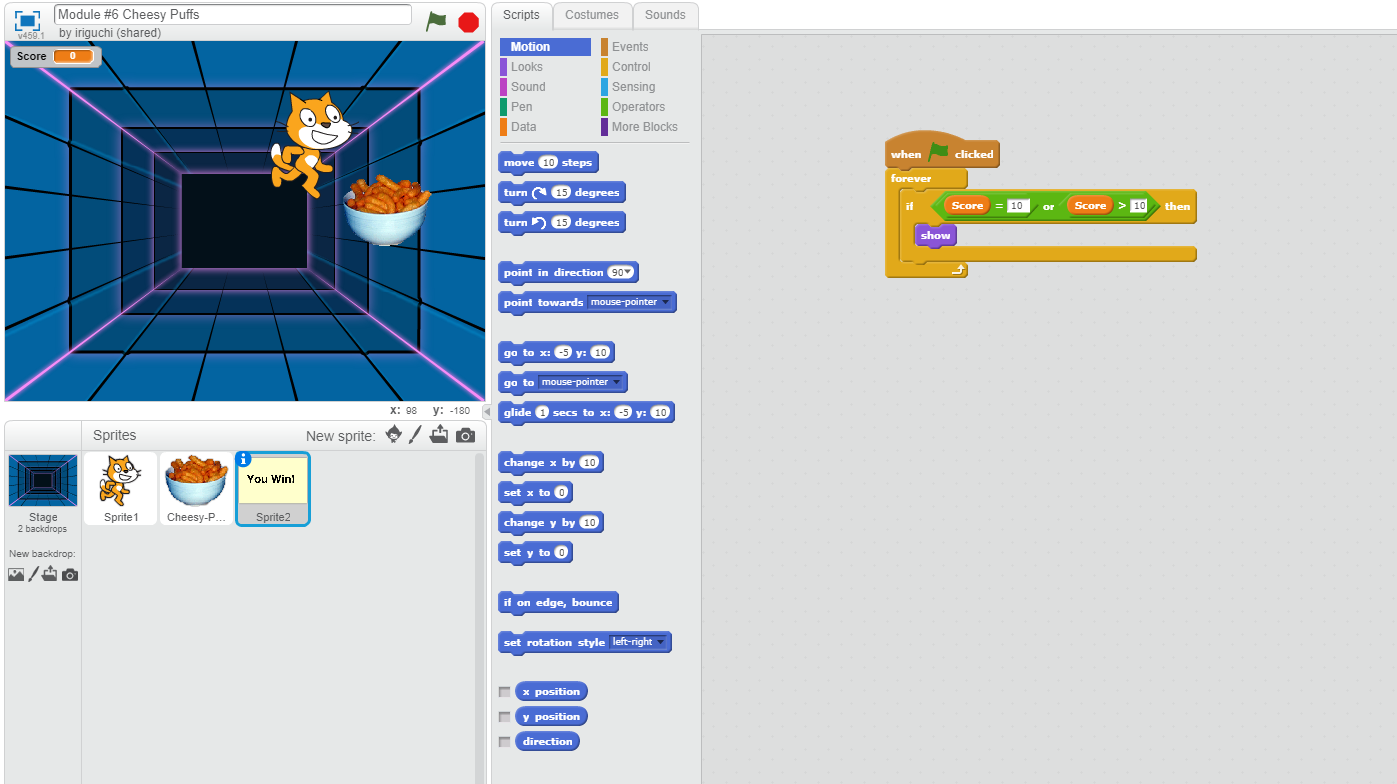 Module #6 Cheesy Puffs
by iriguchi (shared)
v459.1
Score 0
x: 98 y: -180
Sprites
New sprite:
Stage
2 backdrops
New backdrop:
Sprite1
Cheesy-P...
You Win!
Sprite2
Scripts Costumes Sounds
Motion Events
Looks Control
Sound Sensing
Pen Operators
Data More Blocks
move 10 steps
turn 15 degrees
turn 15 degrees
point in direction 90
point towards mouse-pointer
go to x: -5 y: 10
go to mouse-pointer
glide 1 secs to x: -5 y: 10
change x by 10
set x to 0
change y by 10
set y to 0
if on edge, bounce
set rotation style left-right
x position
y position
direction
when clicked
forever
if Score = 10 or Score > 10 then
show